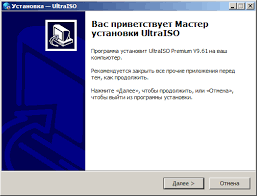 Установка — UltraISO
Вас приветствует Мастер
установки UltraISO
Программа установит UltraISO Premium V9.61 на ваш
компьютер.
Рекомендуется закрыть все прочие приложения перед
тем, как продолжить.
Нажмите «Далее», чтобы продолжить, или «Отмена»,
чтобы выйти из программы установки.
Далее >
Отмена